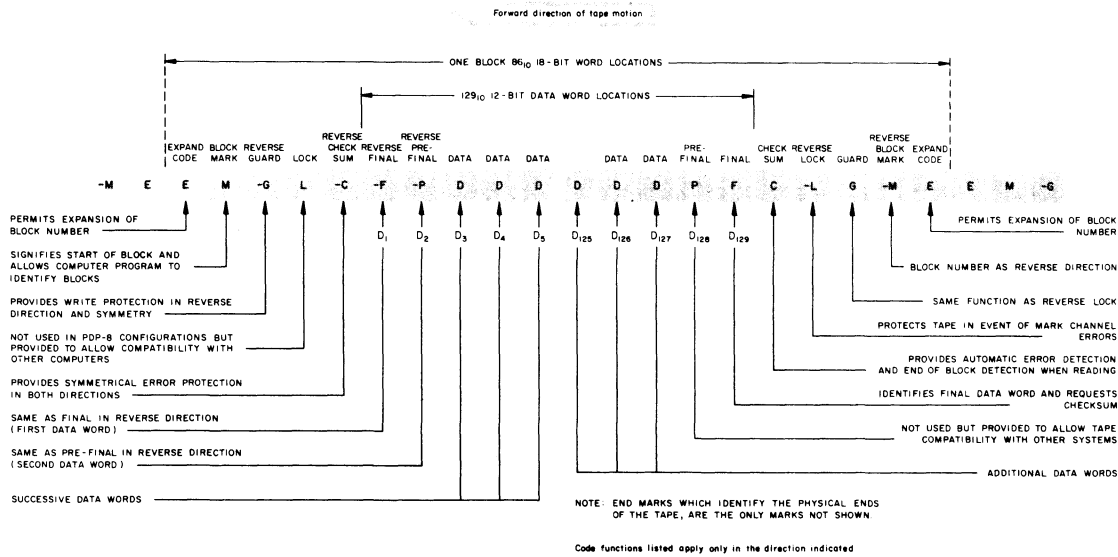 Forward direction of tape motion
ONE BLOCK 86₁₀ 18-BIT WORD LOCATIONS
129₁₀ 12-BIT DATA WORD LOCATIONS
EXPAND CODE
BLOCK MARK
REVERSE GUARD
LOCK
REVERSE CHECK SUM
REVERSE FINAL
REVERSE PRE-FINAL
DATA
DATA
DATA
DATA
DATA
PRE-FINAL
FINAL
CHECK SUM
REVERSE LOCK
GUARD
REVERSE BLOCK MARK
EXPAND CODE
-M E E M -G L -C -F -P D D D D D D P F C -L G -M E E M -G
D₁ D₂ D₃ D₄ D₅ D₁₂₅ D₁₂₆ D₁₂₇ D₁₂₈ D₁₂₉
PERMITS EXPANSION OF
BLOCK NUMBER
SIGNIFIES START OF BLOCK AND
ALLOWS COMPUTER PROGRAM TO
IDENTIFY BLOCKS
PROVIDES WRITE PROTECTION IN REVERSE
DIRECTION AND SYMMETRY
NOT USED IN PDP-8 CONFIGURATIONS BUT
PROVIDED TO ALLOW COMPATIBILITY WITH
OTHER COMPUTERS
PROVIDES SYMMETRICAL ERROR PROTECTION
IN BOTH DIRECTIONS
SAME AS FINAL IN REVERSE DIRECTION
(FIRST DATA WORD)
SAME AS PRE-FINAL IN REVERSE DIRECTION
(SECOND DATA WORD)
SUCCESSIVE DATA WORDS
PERMITS EXPANSION OF BLOCK
NUMBER
BLOCK NUMBER AS REVERSE DIRECTION
SAME FUNCTION AS REVERSE LOCK
PROTECTS TAPE IN EVENT OF MARK CHANNEL
ERRORS
PROVIDES AUTOMATIC ERROR DETECTION
AND END OF BLOCK DETECTION WHEN READING
IDENTIFIES FINAL DATA WORD AND REQUESTS
CHECKSUM
NOT USED BUT PROVIDED TO ALLOW TAPE
COMPATIBILITY WITH OTHER SYSTEMS
ADDITIONAL DATA WORDS
NOTE: END MARKS WHICH IDENTIFY THE PHYSICAL ENDS
OF THE TAPE, ARE THE ONLY MARKS NOT SHOWN.
Code functions listed apply only in the direction indicated